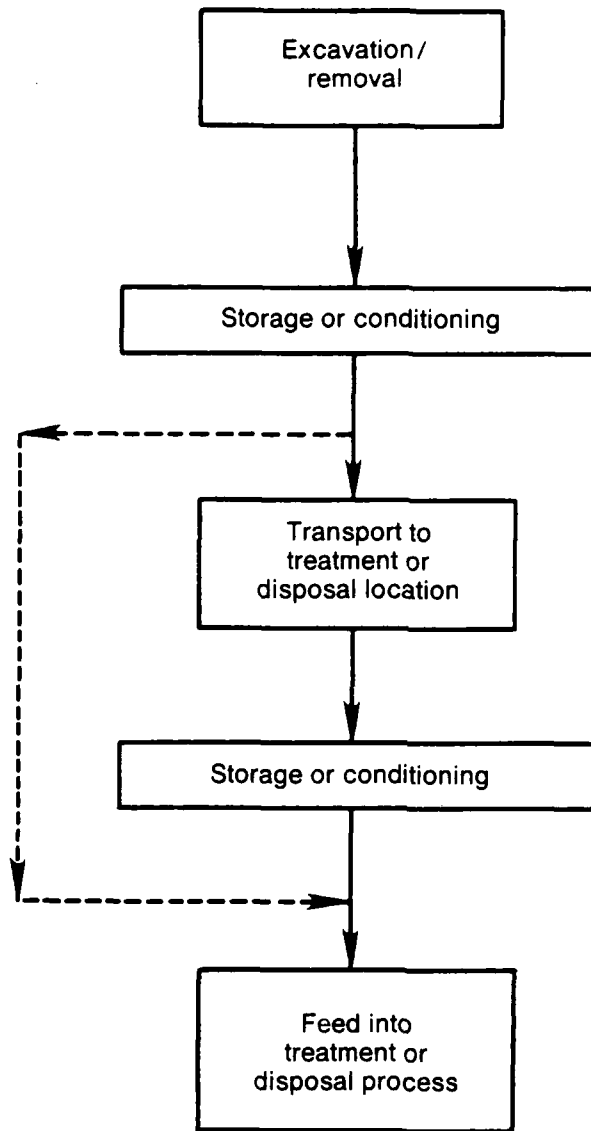 Excavation/
removal
Storage or conditioning
Transport to
treatment or
disposal location
Storage or conditioning
Feed into
treatment or
disposal process